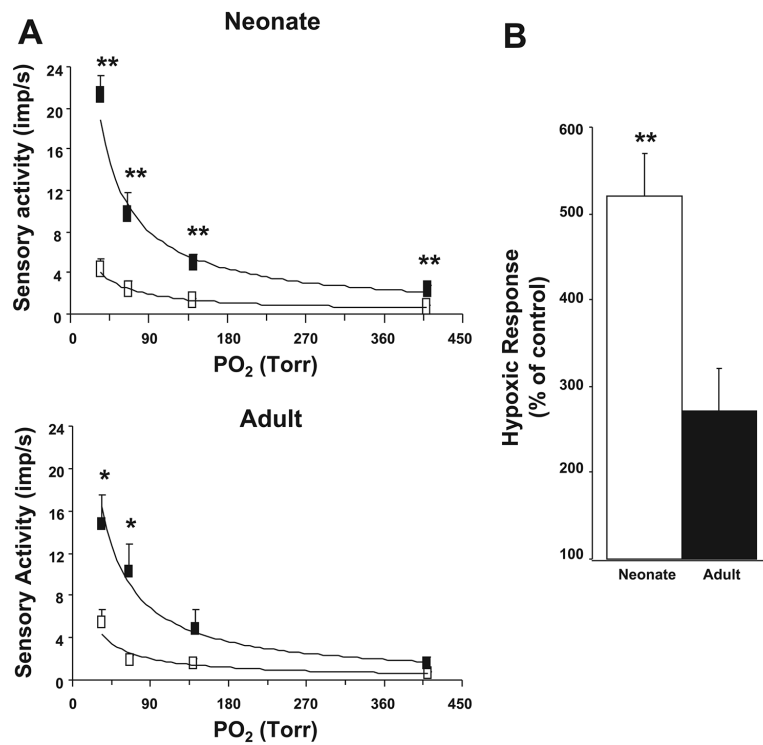 A
Neonate
**
**
**
**
Sensory activity (imp/s)
24
20
16
12
8
4
0
0 90 180 270 360 450
PO2 (Torr)
Adult
*
*
Sensory Activity (imp/s)
24
20
16
12
8
4
0
0 90 180 270 360 450
PO2 (Torr)
B
**
Hypoxic Response
(% of control)
600
500
400
300
200
100
Neonate Adult